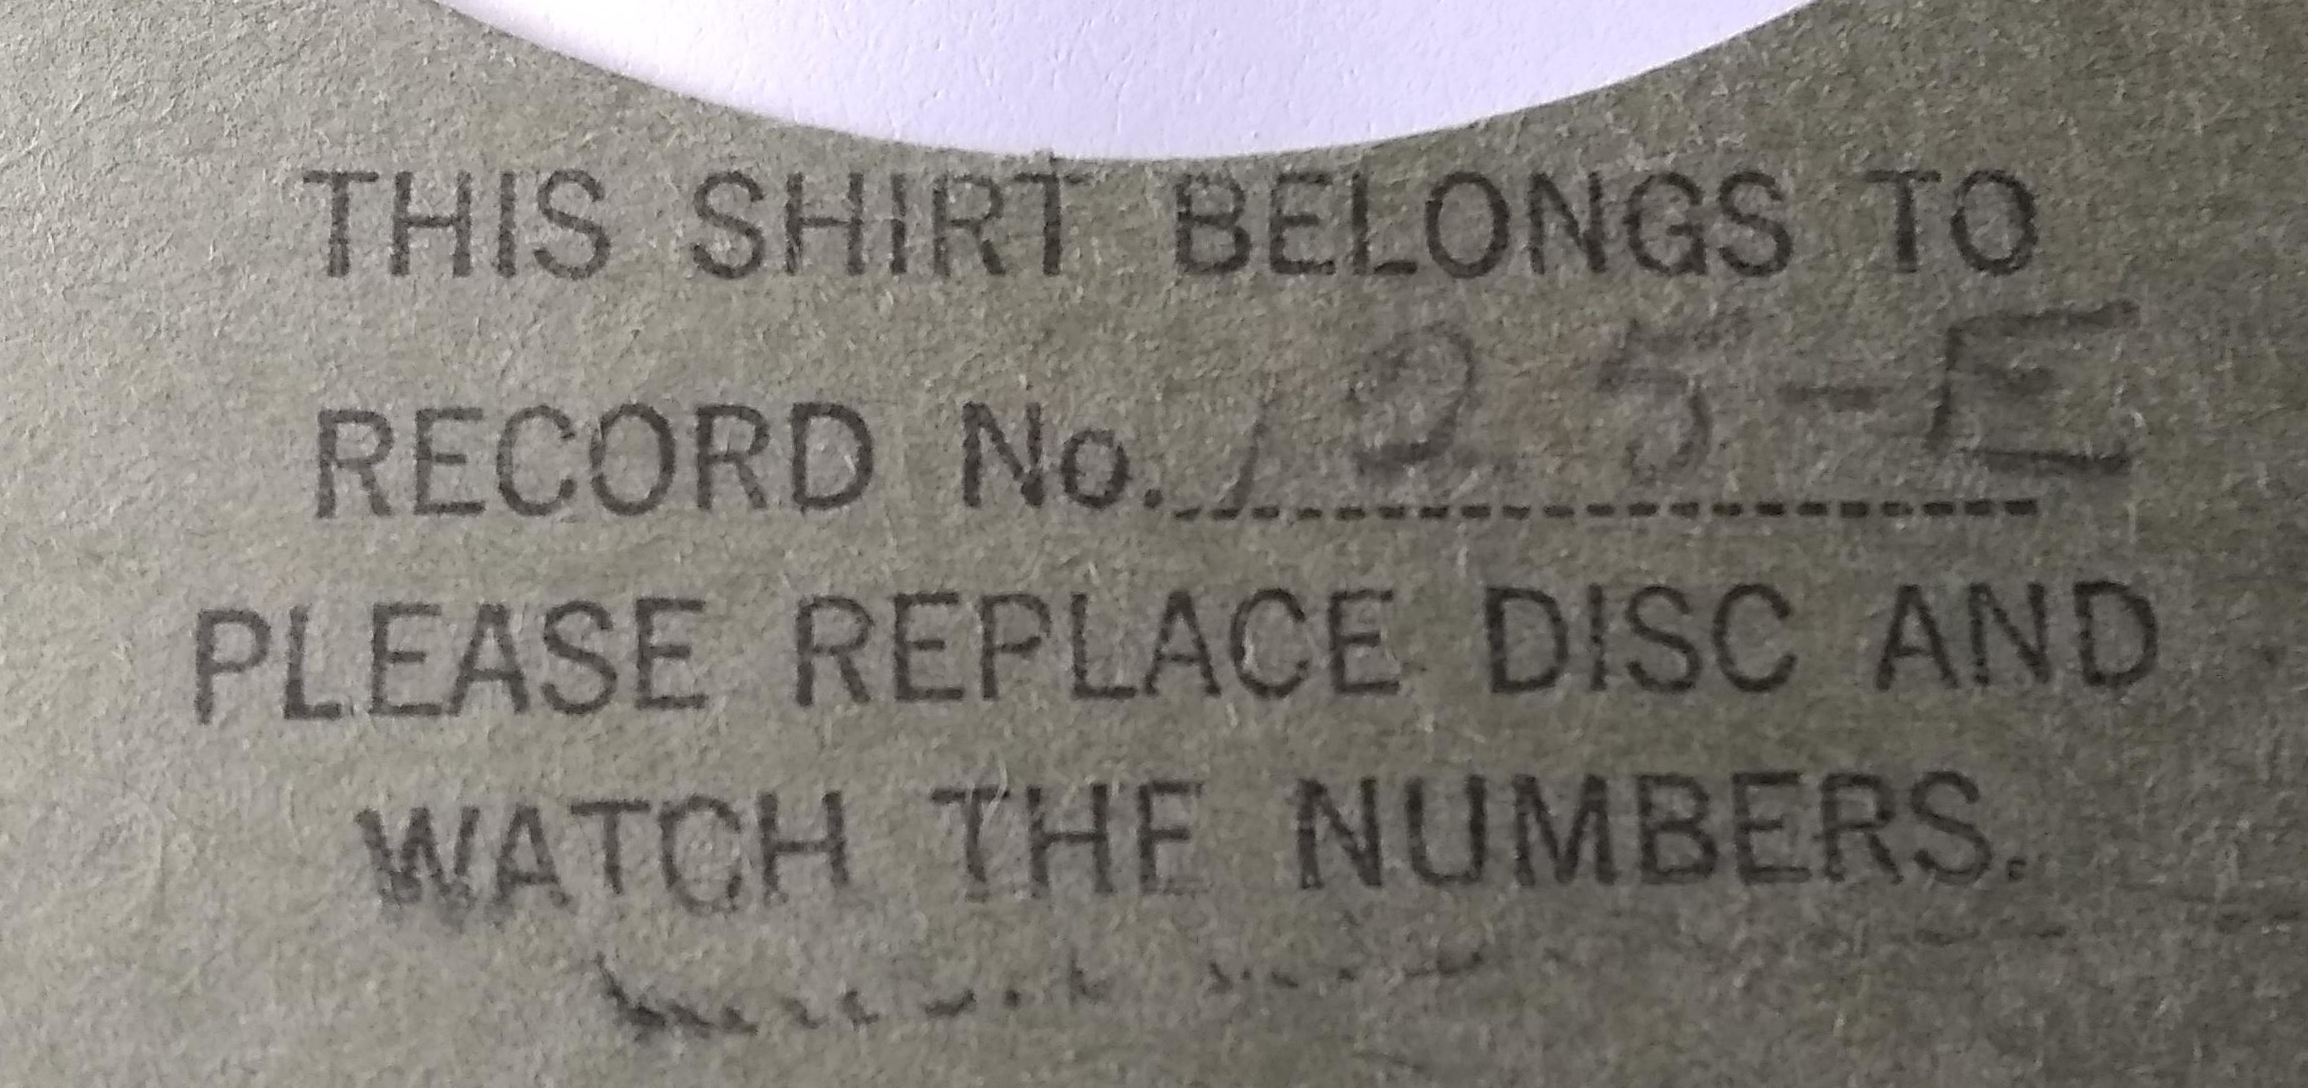 THIS SHIRT BELONGS TO
RECORD No. 125-E
PLEASE REPLACE DISC AND
WATCH THE NUMBERS.